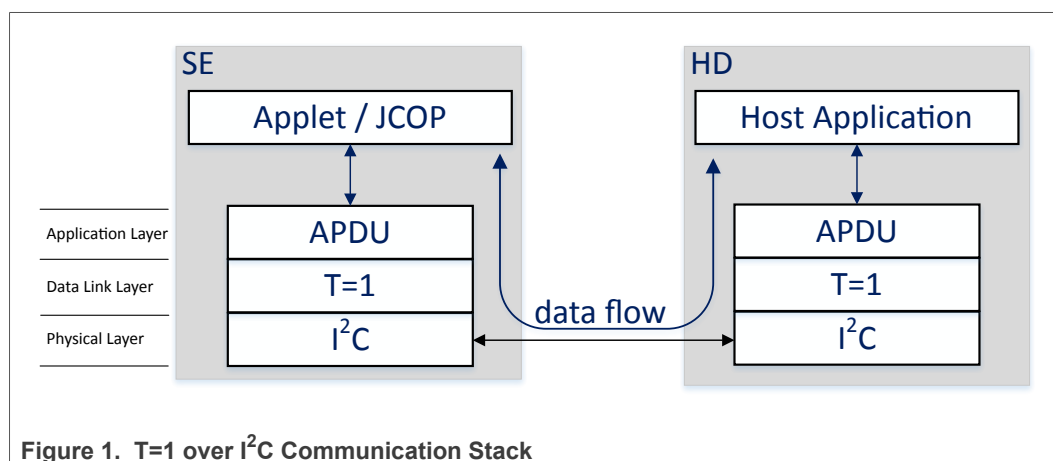 SE
HD
Applet / JCOP
Host Application
Application Layer
APDU
APDU
Data Link Layer
T=1
T=1
data flow
Physical Layer
I²C
I²C
Figure 1. T=1 over I²C Communication Stack